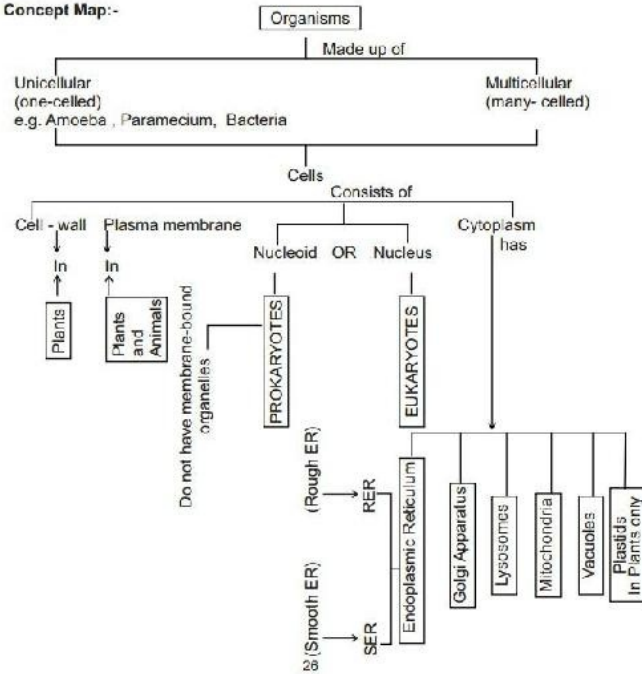 Concept Map:-
Organisms
Made up of
Unicellular
(one-celled)
e.g. Amoeba , Paramecium, Bacteria
Multicellular
(many- celled)
Cells
Consists of
Cell - wall
Plasma membrane
Cytoplasm
has
Nucleoid OR Nucleus
In
In
Plants
Plants
and
Animals
Do not have membrane-bound
organelles
PROKARYOTES
EUKARYOTES
(Rough ER)
RER
(Smooth ER)
SER
Endoplasmic Reticulum
Golgi Apparatus
Lysosomes
Mitochondria
Vacuoles
Plastids
In Plants only
26